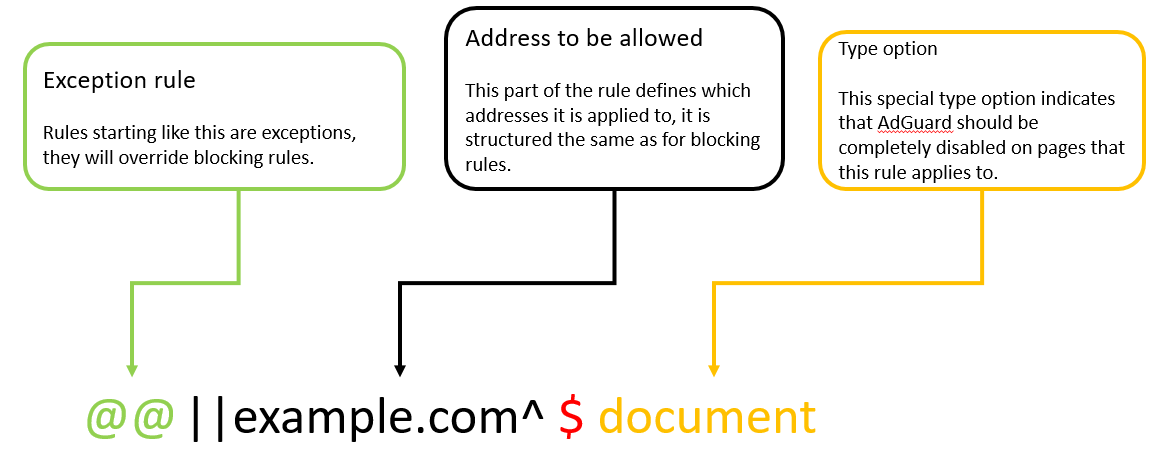 Exception rule
Rules starting like this are exceptions,
they will override blocking rules.
Address to be allowed
This part of the rule defines which
addresses it is applied to, it is
structured the same as for blocking
rules.
Type option
This special type option indicates
that AdGuard should be
completely disabled on pages that
this rule applies to.
@@||example.com^ $ document